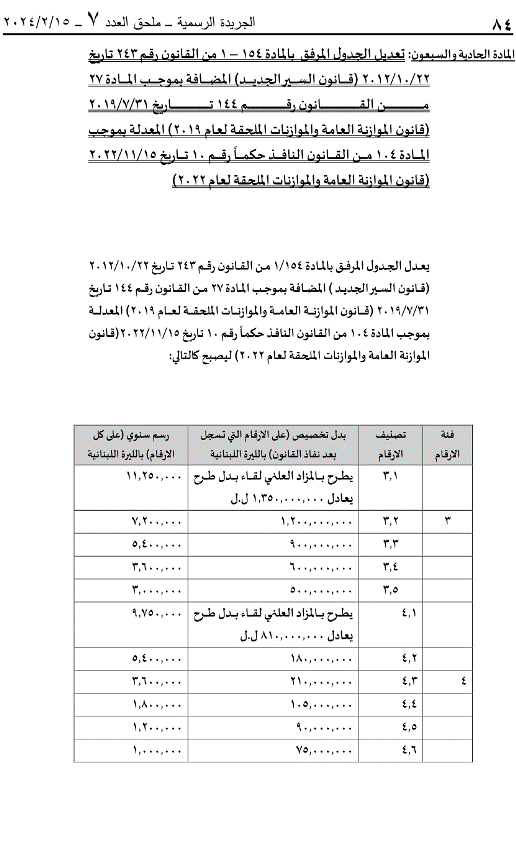 ٨٤ الجريدة الرسمية – ملحق العدد ٧ – ٢٠٢٤/٢/١٥
المادة الحادية والسبعون: تعديل الجدول المرفق بالمادة ١٥٤ – ١ من القانون رقم ٢٤٣ تاريخ
٢٠١٢/١٠/٢٢ (قانون السير الجديد) المضافة بموجب المادة ٢٧
من القانون رقم ١٤٤ تاريخ ٢٠١٩/٧/٣١
(قانون الموازنة العامة والموازنات الملحقة لعام ٢٠١٩) المعدلة بموجب
المادة ١٠٤ من القانون النافذ حكماً رقم ١٠ تاريخ ٢٠٢٢/١١/١٥
(قانون الموازنة العامة والموازنات الملحقة لعام ٢٠٢٢)
يعدل الجدول المرفق بالمادة ١/١٥٤ من القانون رقم ٢٤٣ تاريخ ٢٠١٢/١٠/٢٢
(قانون السير الجديد) المضافة بموجب المادة ٢٧ من القانون رقم ١٤٤ تاريخ
٢٠١٩/٧/٣١ (قانون الموازنة العامة والموازنات الملحقة لعام ٢٠١٩) المعدلة
بموجب المادة ١٠٤ من القانون النافذ حكماً رقم ١٠ تاريخ ٢٠٢٢/١١/١٥(قانون
الموازنة العامة والموازنات الملحقة لعام ٢٠٢٢) ليصبح كالتالي:
فئة تصنيف بدل تخصيص (على الارقام التي تسجل رسم سنوي (على كل
الارقام الارقام بعد نفاذ القانون) بالليرة اللبنانية الارقام) بالليرة اللبنانية
٣,١ يطرح بالمزاد العلني لقاء بدل طرح ١١,٢٥٠,٠٠٠
يعادل ١,٣٥٠,٠٠٠,٠٠٠ ل.ل
٣ ٣,٢ ١,٢٠٠,٠٠٠,٠٠٠ ٧,٢٠٠,٠٠٠
٣,٣ ٩٠٠,٠٠٠,٠٠٠ ٥,٤٠٠,٠٠٠
٣,٤ ٦٠٠,٠٠٠,٠٠٠ ٣,٦٠٠,٠٠٠
٣,٥ ٥٠٠,٠٠٠,٠٠٠ ٣,٠٠٠,٠٠٠
٤,١ يطرح بالمزاد العلني لقاء بدل طرح ٩,٧٥٠,٠٠٠
يعادل ٨١٠,٠٠٠,٠٠٠ ل.ل
٤,٢ ١٨٠,٠٠٠,٠٠٠ ٥,٤٠٠,٠٠٠
٤ ٤,٣ ٢١٠,٠٠٠,٠٠٠ ٣,٦٠٠,٠٠٠
٤,٤ ١٠٥,٠٠٠,٠٠٠ ١,٨٠٠,٠٠٠
٤,٥ ٩٠,٠٠٠,٠٠٠ ١,٢٠٠,٠٠٠
٤,٦ ٧٥,٠٠٠,٠٠٠ ١,٠٠٠,٠٠٠